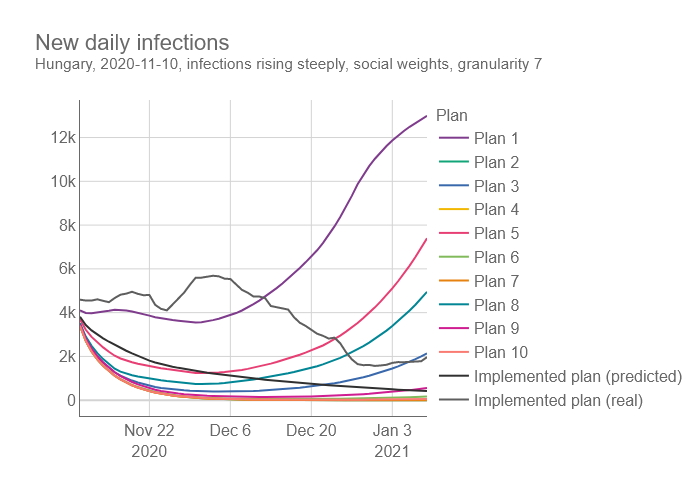 New daily infections
Hungary, 2020-11-10, infections rising steeply, social weights, granularity 7
Plan
12k
10k
8k
6k
4k
2k
0
Plan 1
Plan 2
Plan 3
Plan 4
Plan 5
Plan 6
Plan 7
Plan 8
Plan 9
Plan 10
Implemented plan (predicted)
Implemented plan (real)
Nov 22 Dec 6 Dec 20 Jan 3
2020 2021